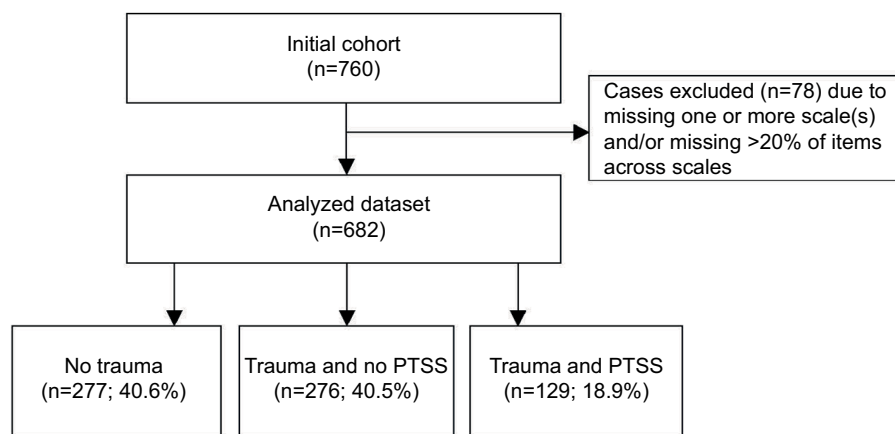 Initial cohort
(n=760)
Cases excluded (n=78) due to
missing one or more scale(s)
and/or missing >20% of items
across scales
Analyzed dataset
(n=682)
No trauma
(n=277; 40.6%)
Trauma and no PTSS
(n=276; 40.5%)
Trauma and PTSS
(n=129; 18.9%)